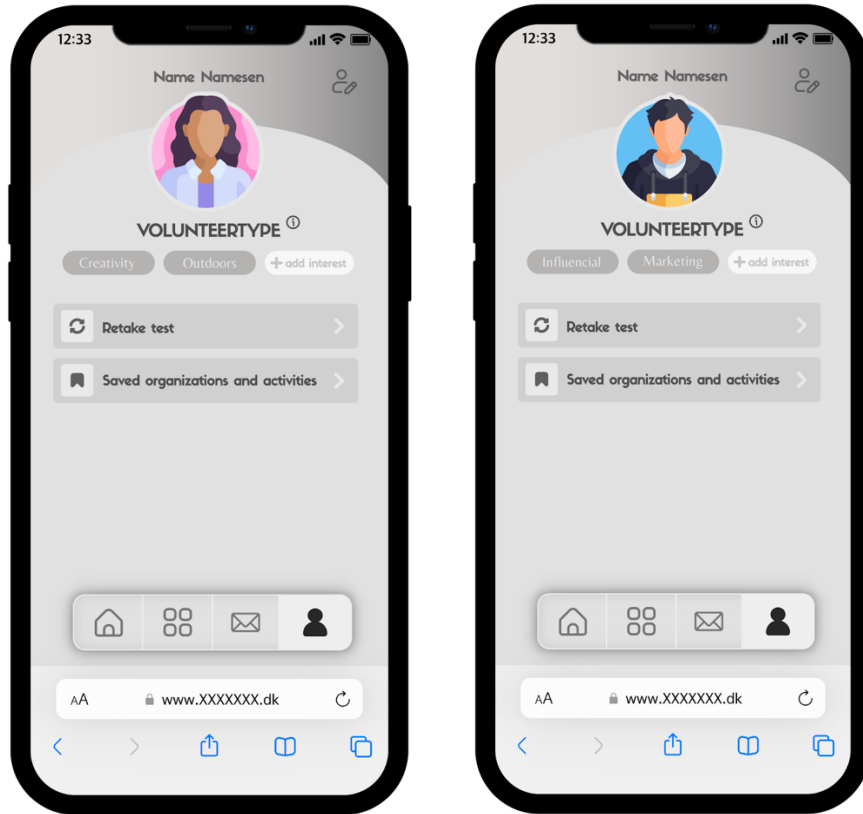 12:33
Name Namesen
VOLUNTEERTYPE
Creativity Outdoors + add interest
Retake test
Saved organizations and activities
AA www.XXXXXXX.dk
12:33
Name Namesen
VOLUNTEERTYPE
Influencial Marketing + add interest
Retake test
Saved organizations and activities
AA www.XXXXXXX.dk